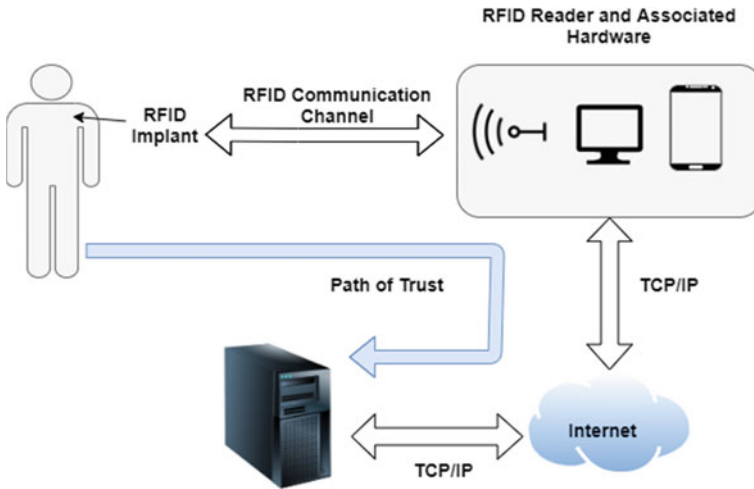 RFID Reader and Associated
Hardware
RFID
Implant
RFID Communication
Channel
Path of Trust
TCP/IP
Internet
TCP/IP